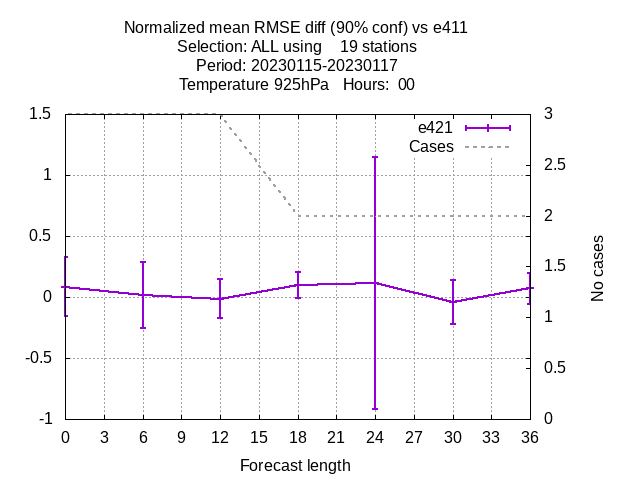 Normalized mean RMSE diff (90% conf) vs e411
Selection: ALL using    19 stations
Period: 20230115-20230117
Temperature 925hPa   Hours:  00
1.5
1
0.5
0
-0.5
-1
3
2.5
2
1.5
1
0.5
0
e421
Cases
No cases
0 3 6 9 12 15 18 21 24 27 30 33 36
Forecast length